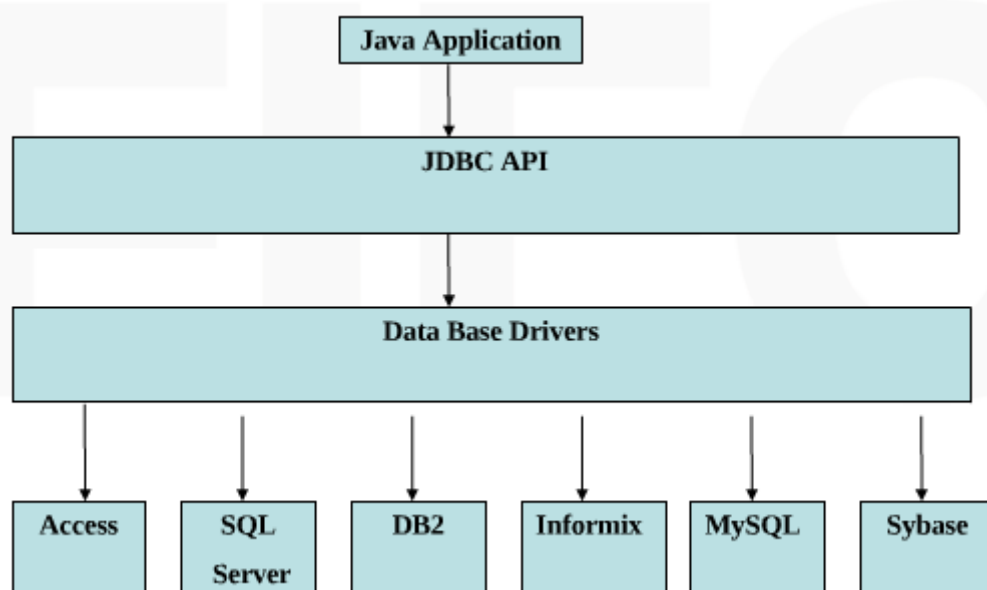 Java Application
JDBC API
Data Base Drivers
Access
SQL
Server
DB2
Informix
MySQL
Sybase